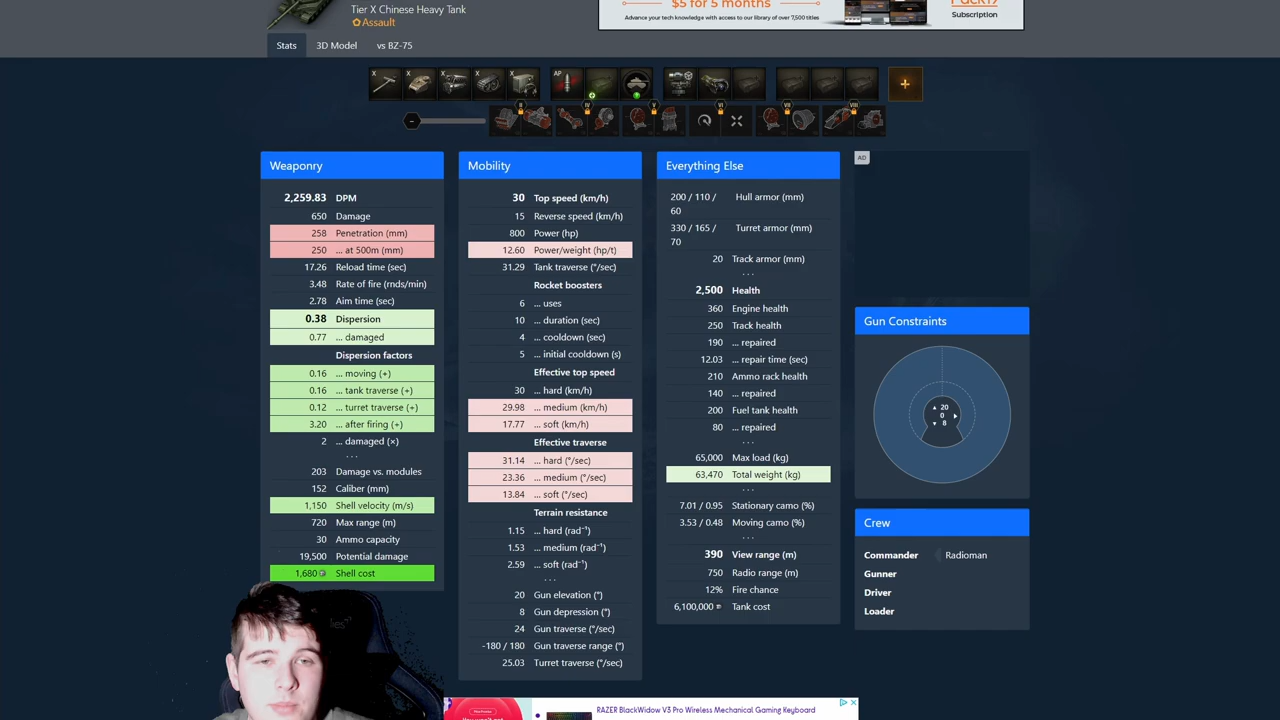 Tier X Chinese Heavy Tank
Assault
$5 for 5 months
Advance your tech knowledge with access to our library of over 7,500 titles
Subscription
Stats
3D Model
vs BZ-75
X
X
X
X
X
AP
+
II
IV
V
VI
VII
VIII
Weaponry
2,259.83 DPM
650 Damage
258 Penetration (mm)
250 ... at 500m (mm)
17.26 Reload time (sec)
3.48 Rate of fire (rnds/min)
2.78 Aim time (sec)
0.38 Dispersion
0.77 ... damaged
Dispersion factors
0.16 ... moving (+)
0.16 ... tank traverse (+)
0.12 ... turret traverse (+)
3.20 ... after firing (+)
2 ... damaged (×)
...
203 Damage vs. modules
152 Caliber (mm)
1,150 Shell velocity (m/s)
720 Max range (m)
30 Ammo capacity
19,500 Potential damage
1,680 Shell cost
Mobility
30 Top speed (km/h)
15 Reverse speed (km/h)
800 Power (hp)
12.60 Power/weight (hp/t)
31.29 Tank traverse (°/sec)
Rocket boosters
6 ... uses
10 ... duration (sec)
4 ... cooldown (sec)
5 ... initial cooldown (s)
Effective top speed
30 ... hard (km/h)
29.98 ... medium (km/h)
17.77 ... soft (km/h)
Effective traverse
31.14 ... hard (°/sec)
23.36 ... medium (°/sec)
13.84 ... soft (°/sec)
Terrain resistance
1.15 ... hard (rad⁻¹)
1.53 ... medium (rad⁻¹)
2.59 ... soft (rad⁻¹)
...
20 Gun elevation (°)
8 Gun depression (°)
24 Gun traverse (°/sec)
-180 / 180 Gun traverse range (°)
25.03 Turret traverse (°/sec)
Everything Else
200 / 110 / 60 Hull armor (mm)
330 / 165 / 70 Turret armor (mm)
20 Track armor (mm)
...
2,500 Health
360 Engine health
250 Track health
190 ... repaired
12.03 ... repair time (sec)
210 Ammo rack health
140 ... repaired
200 Fuel tank health
80 ... repaired
...
65,000 Max load (kg)
63,470 Total weight (kg)
...
7.01 / 0.95 Stationary camo (%)
3.53 / 0.48 Moving camo (%)
...
390 View range (m)
750 Radio range (m)
12% Fire chance
6,100,000 Tank cost
AD
Gun Constraints
20
0
8
Crew
Commander Radioman
Gunner
Driver
Loader
RAZER BlackWidow V3 Pro Wireless Mechanical Gaming Keyboard